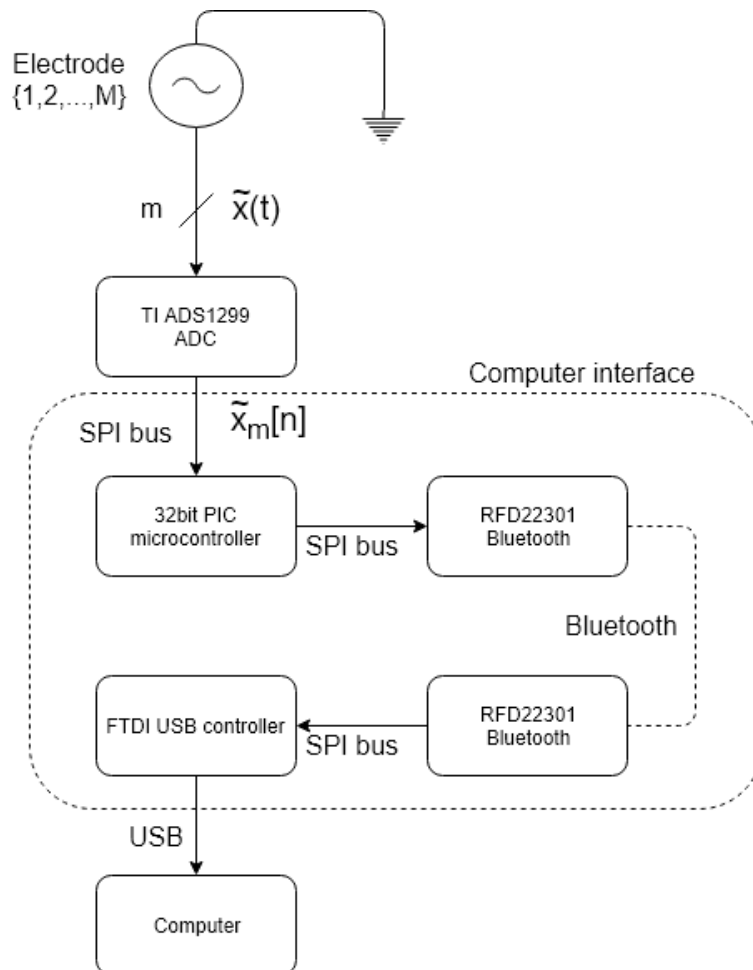 Electrode
{1,2,...,M}
m
x̃(t)
TI ADS1299
ADC
Computer interface
SPI bus
x̃ₘ[n]
32bit PIC
microcontroller
SPI bus
RFD22301
Bluetooth
Bluetooth
FTDI USB controller
SPI bus
RFD22301
Bluetooth
USB
Computer